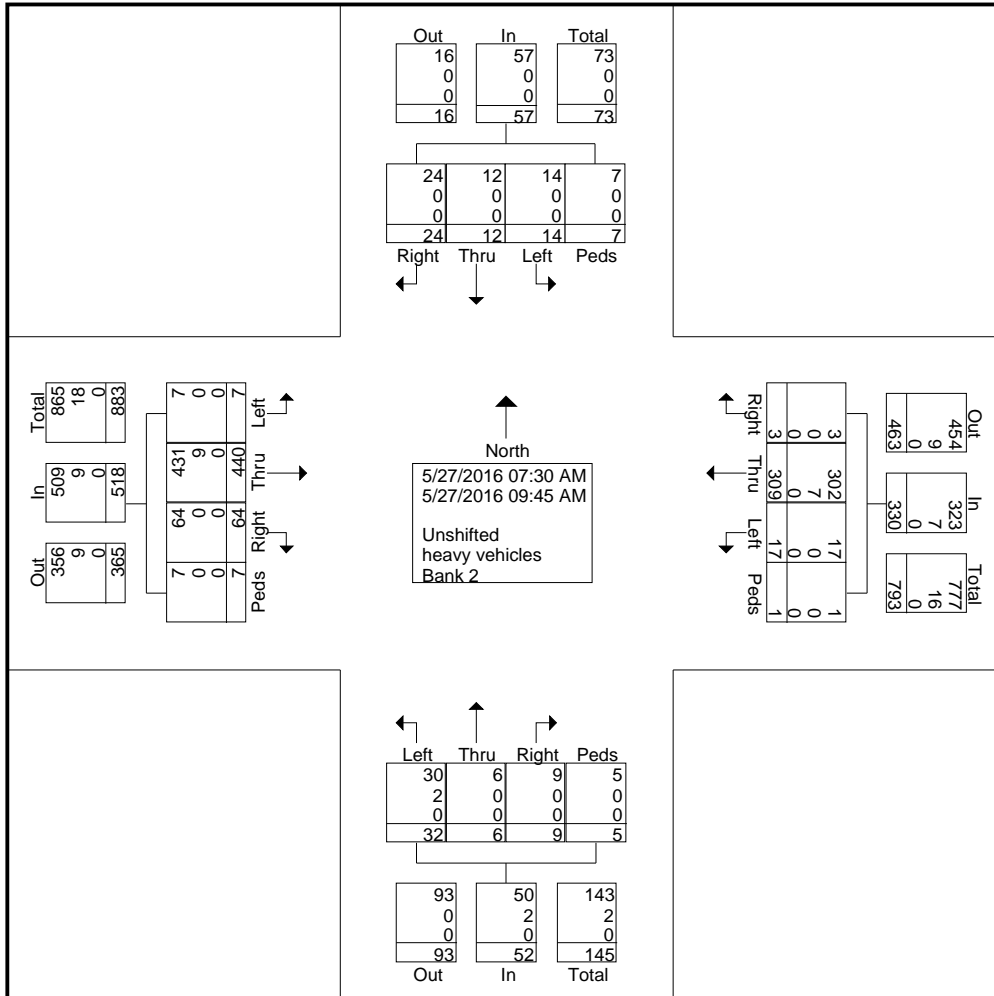 Out In Total
16 57 73
0 0 0
0 0 0
16 57 73
24 12 14 7
0 0 0 0
0 0 0 0
24 12 14 7
Right Thru Left Peds
Total
865 18 0 883
In
509 9 0 518
Out
356 9 0 365
Left
7 0 0 7
Thru
431 9 0 440
Right
64 0 0 64
Peds
7 0 0 7
North
5/27/2016 07:30 AM
5/27/2016 09:45 AM
Unshifted
heavy vehicles
Bank 2
Right
3 0 0 3
Thru
309 0 7 302
Left
17 0 0 17
Peds
1 0 0 1
Out
463 0 9 454
In
330 0 7 323
Total
793 0 16 777
Left Thru Right Peds
30 6 9 5
2 0 0 0
0 0 0 0
32 6 9 5
93 50 143
0 2 2
0 0 0
93 52 145
Out In Total